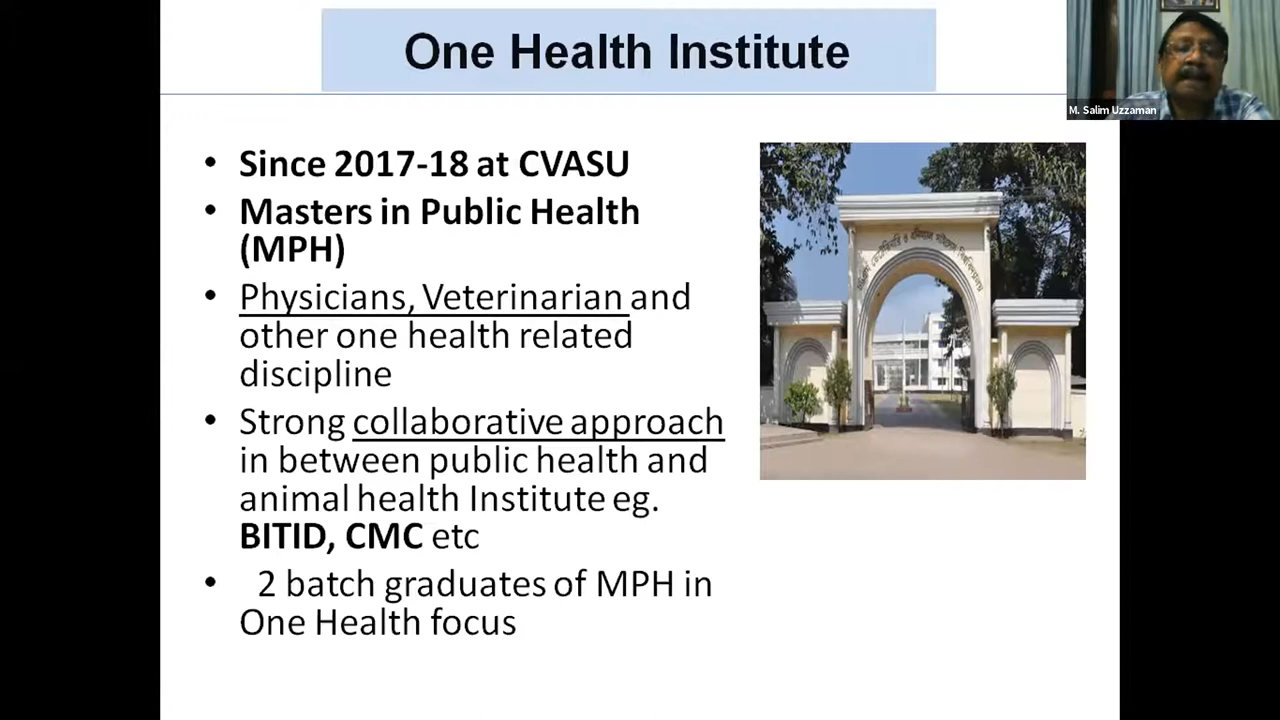 One Health Institute
M. Salim Uzzaman
• Since 2017-18 at CVASU
• Masters in Public Health
(MPH)
• Physicians, Veterinarian and
other one health related
discipline
• Strong collaborative approach
in between public health and
animal health Institute eg.
BITID, CMC etc
• 2 batch graduates of MPH in
One Health focus